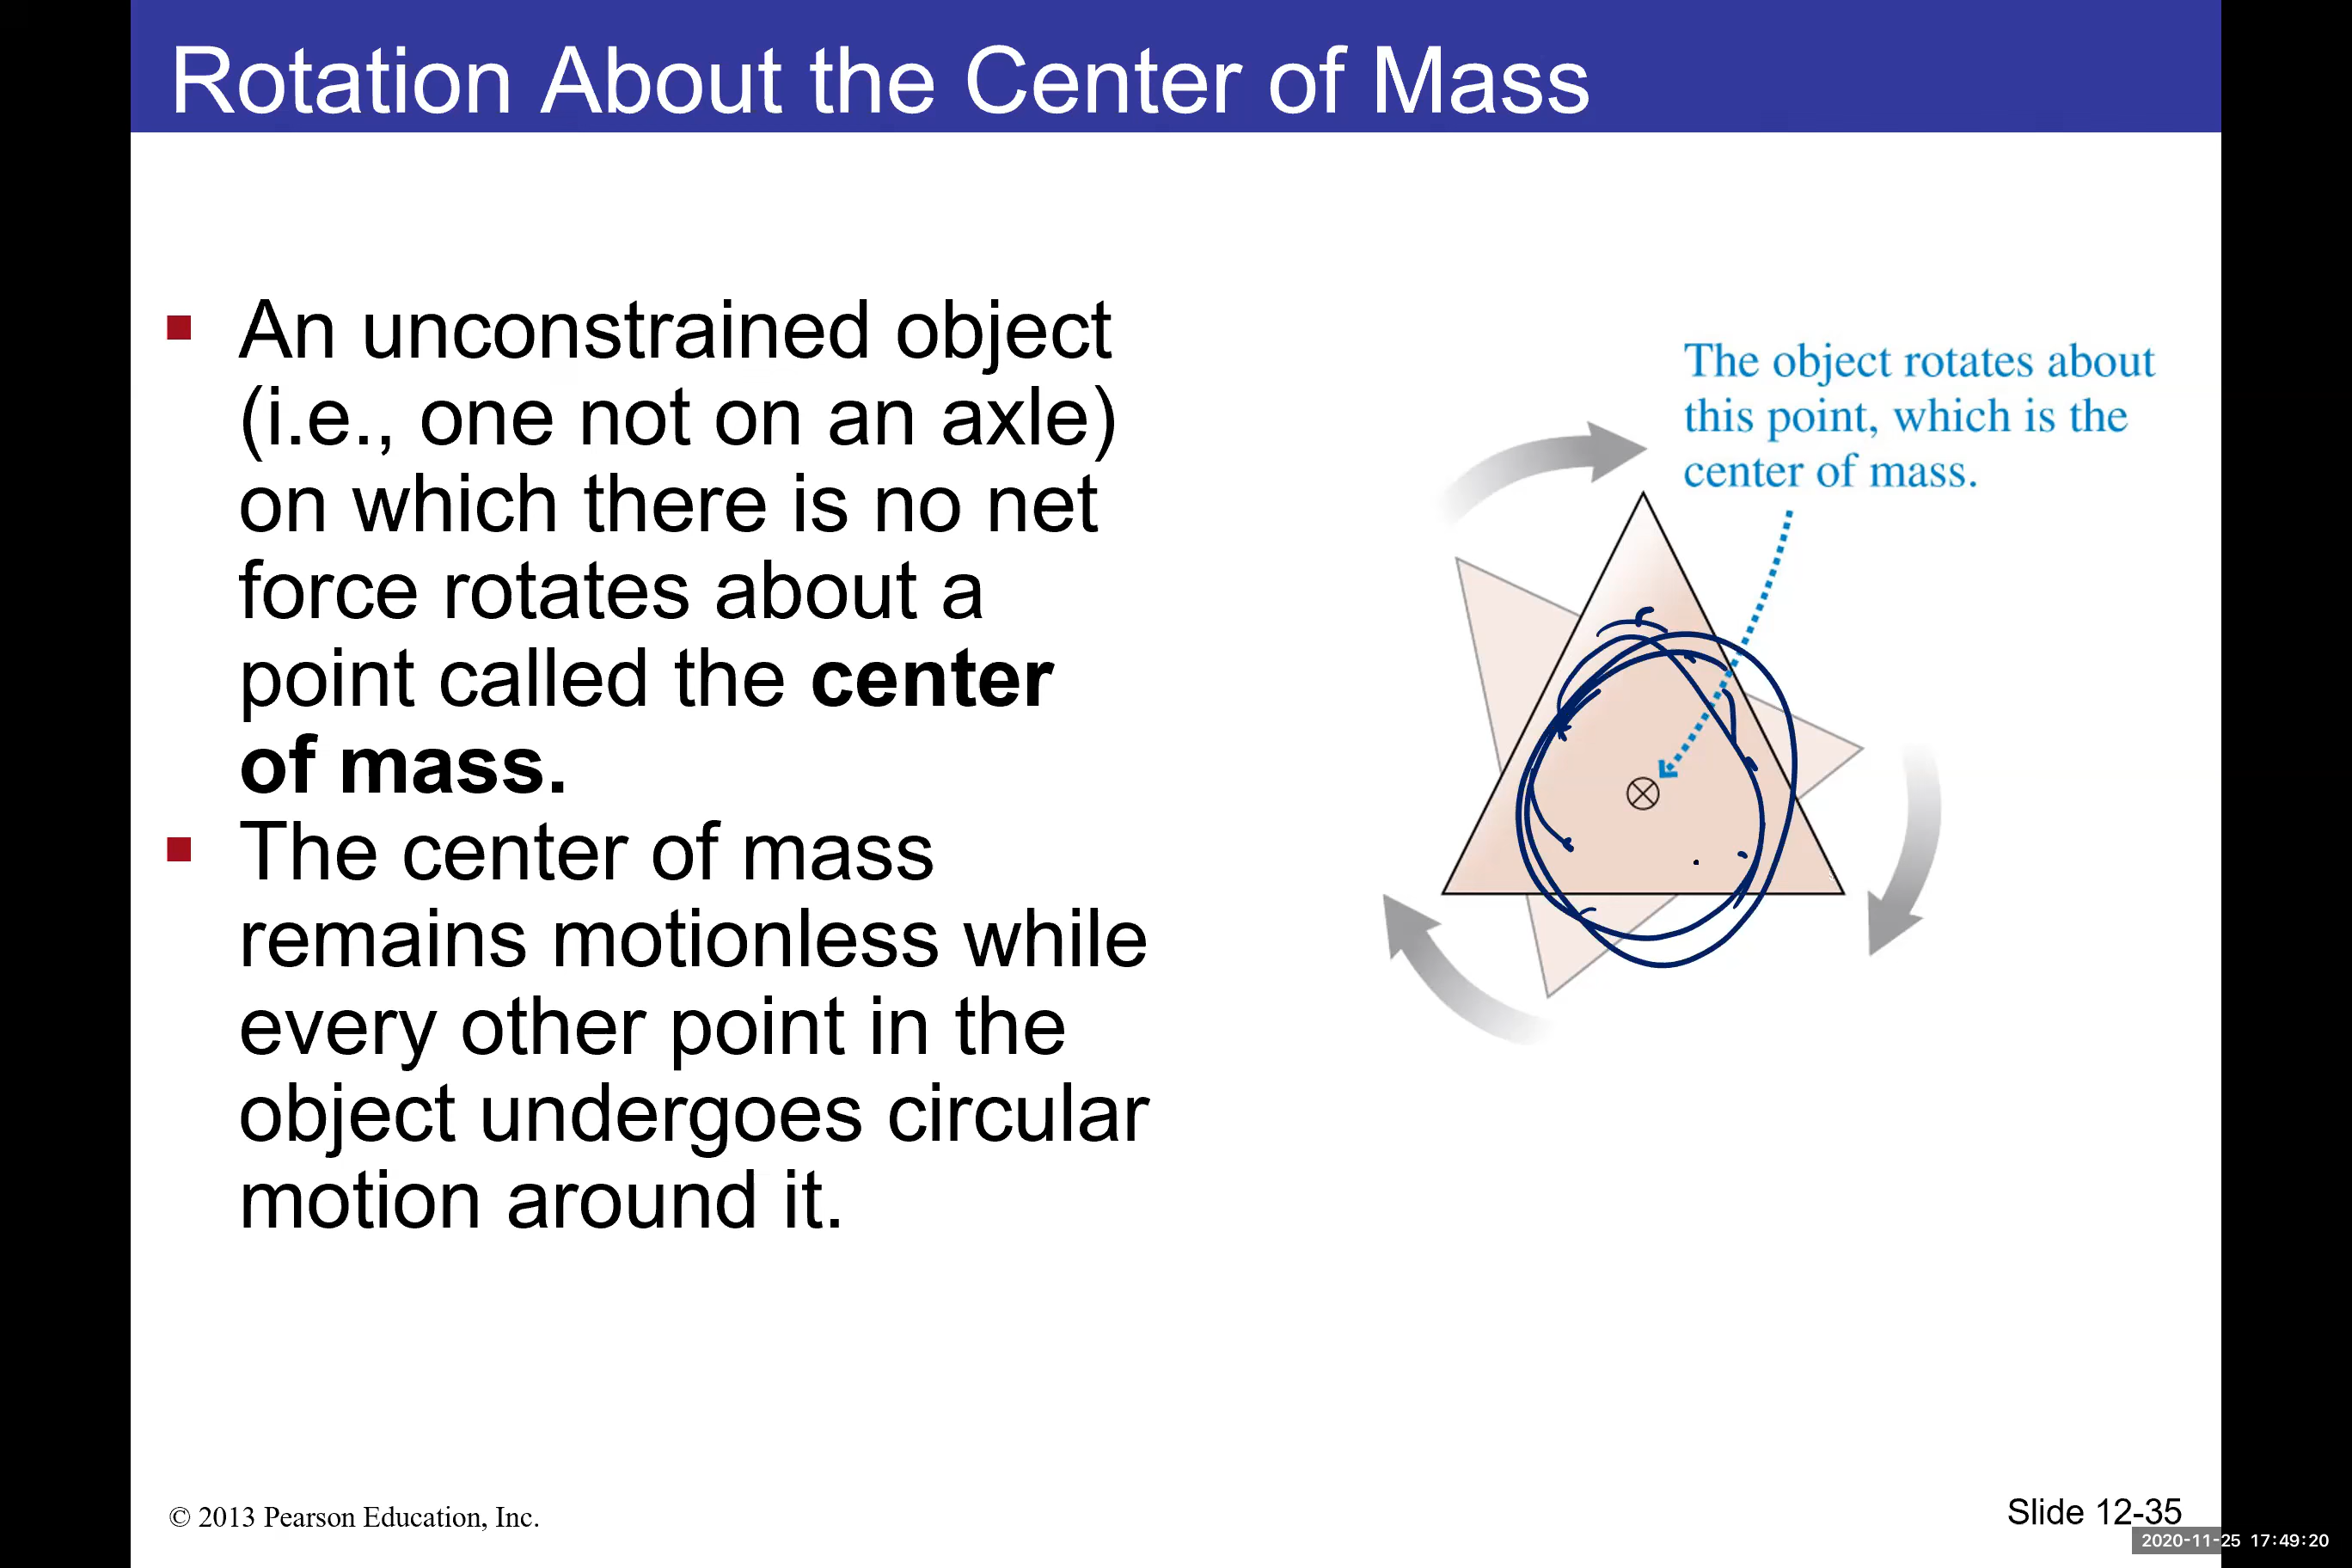 Rotation About the Center of Mass
An unconstrained object
(i.e., one not on an axle)
on which there is no net
force rotates about a
point called the center
of mass.
The center of mass
remains motionless while
every other point in the
object undergoes circular
motion around it.
The object rotates about
this point, which is the
center of mass.
© 2013 Pearson Education, Inc.
Slide 12-35
2020-11-25 17:49:20